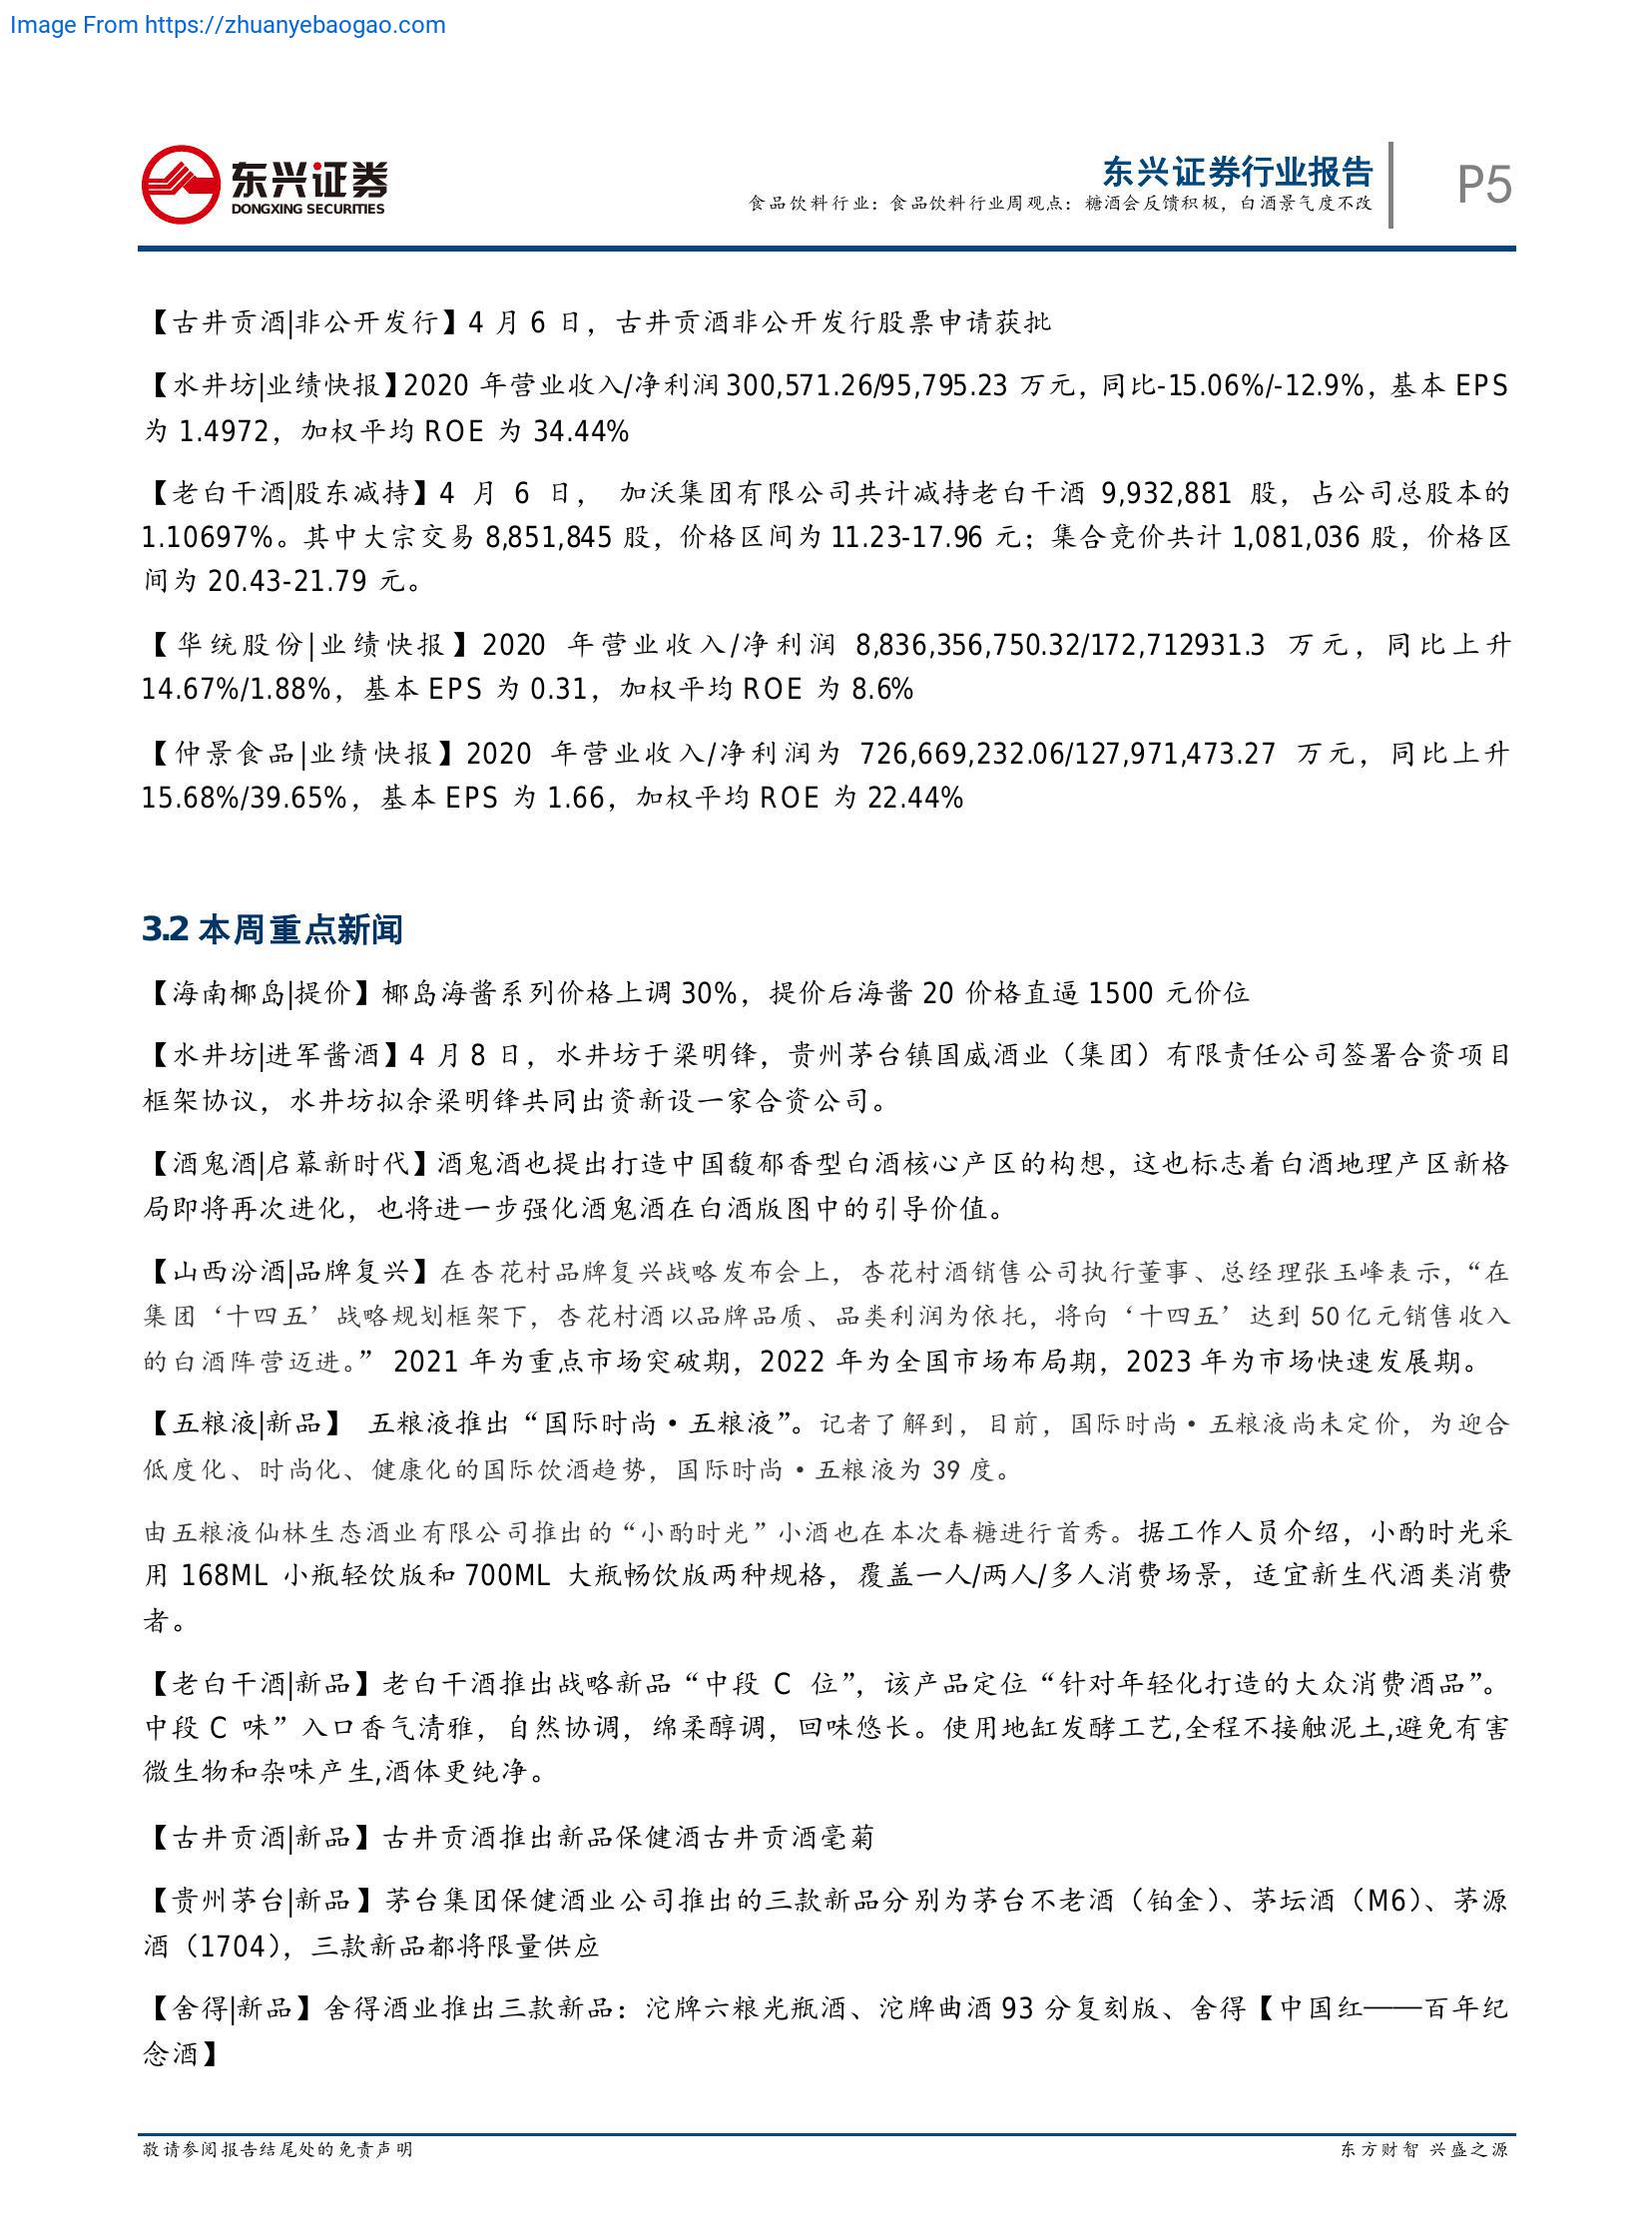 Image From https://zhuanyebaogao.com
东兴证券
DONGXING SECURITIES
东兴证券行业报告
食品饮料行业：食品饮料行业周观点：糖酒会反馈积极，白酒景气度不改
P5
【古井贡酒|非公开发行】4 月 6 日，古井贡酒非公开发行股票申请获批
【水井坊|业绩快报】2020 年营业收入/净利润 300,571.26/95,795.23 万元，同比-15.06%/-12.9%，基本 EPS
为 1.4972，加权平均 ROE 为 34.44%
【老白干酒|股东减持】4 月 6 日， 加沃集团有限公司共计减持老白干酒 9,932,881 股，占公司总股本的
1.10697%。其中大宗交易 8,851,845 股，价格区间为 11.23-17.96 元；集合竞价共计 1,081,036 股，价格区
间为 20.43-21.79 元。
【华统股份|业绩快报】2020 年营业收入/净利润 8,836,356,750.32/172,712931.3 万元，同比上升
14.67%/1.88%，基本 EPS 为 0.31，加权平均 ROE 为 8.6%
【仲景食品|业绩快报】2020 年营业收入/净利润为 726,669,232.06/127,971,473.27 万元，同比上升
15.68%/39.65%，基本 EPS 为 1.66，加权平均 ROE 为 22.44%
3.2 本周重点新闻
【海南椰岛|提价】椰岛海酱系列价格上调 30%，提价后海酱 20 价格直逼 1500 元价位
【水井坊|进军酱酒】4 月 8 日，水井坊于梁明锋，贵州茅台镇国威酒业（集团）有限责任公司签署合资项目
框架协议，水井坊拟余梁明锋共同出资新设一家合资公司。
【酒鬼酒|启幕新时代】酒鬼酒也提出打造中国馥郁香型白酒核心产区的构想，这也标志着白酒地理产区新格
局即将再次进化，也将进一步强化酒鬼酒在白酒版图中的引导价值。
【山西汾酒|品牌复兴】在杏花村品牌复兴战略发布会上，杏花村酒销售公司执行董事、总经理张玉峰表示，“在
集团‘十四五’战略规划框架下，杏花村酒以品牌品质、品类利润为依托，将向‘十四五’达到 50 亿元销售收入
的白酒阵营迈进。” 2021 年为重点市场突破期，2022 年为全国市场布局期，2023 年为市场快速发展期。
【五粮液|新品】 五粮液推出“国际时尚·五粮液”。记者了解到，目前，国际时尚·五粮液尚未定价，为迎合
低度化、时尚化、健康化的国际饮酒趋势，国际时尚·五粮液为 39 度。
由五粮液仙林生态酒业有限公司推出的“小酌时光”小酒也在本次春糖进行首秀。据工作人员介绍，小酌时光采
用 168ML 小瓶轻饮版和 700ML 大瓶畅饮版两种规格，覆盖一人/两人/多人消费场景，适宜新生代酒类消费
者。
【老白干酒|新品】老白干酒推出战略新品“中段 C 位”，该产品定位“针对年轻化打造的大众消费酒品”。
中段 C 味”入口香气清雅，自然协调，绵柔醇调，回味悠长。使用地缸发酵工艺,全程不接触泥土,避免有害
微生物和杂味产生,酒体更纯净。
【古井贡酒|新品】古井贡酒推出新品保健酒古井贡酒亳菊
【贵州茅台|新品】茅台集团保健酒业公司推出的三款新品分别为茅台不老酒（铂金）、茅坛酒（M6）、茅源
酒（1704），三款新品都将限量供应
【舍得|新品】舍得酒业推出三款新品：沱牌六粮光瓶酒、沱牌曲酒 93 分复刻版、舍得【中国红——百年纪
念酒】
敬请参阅报告结尾处的免责声明
东方财智 兴盛之源